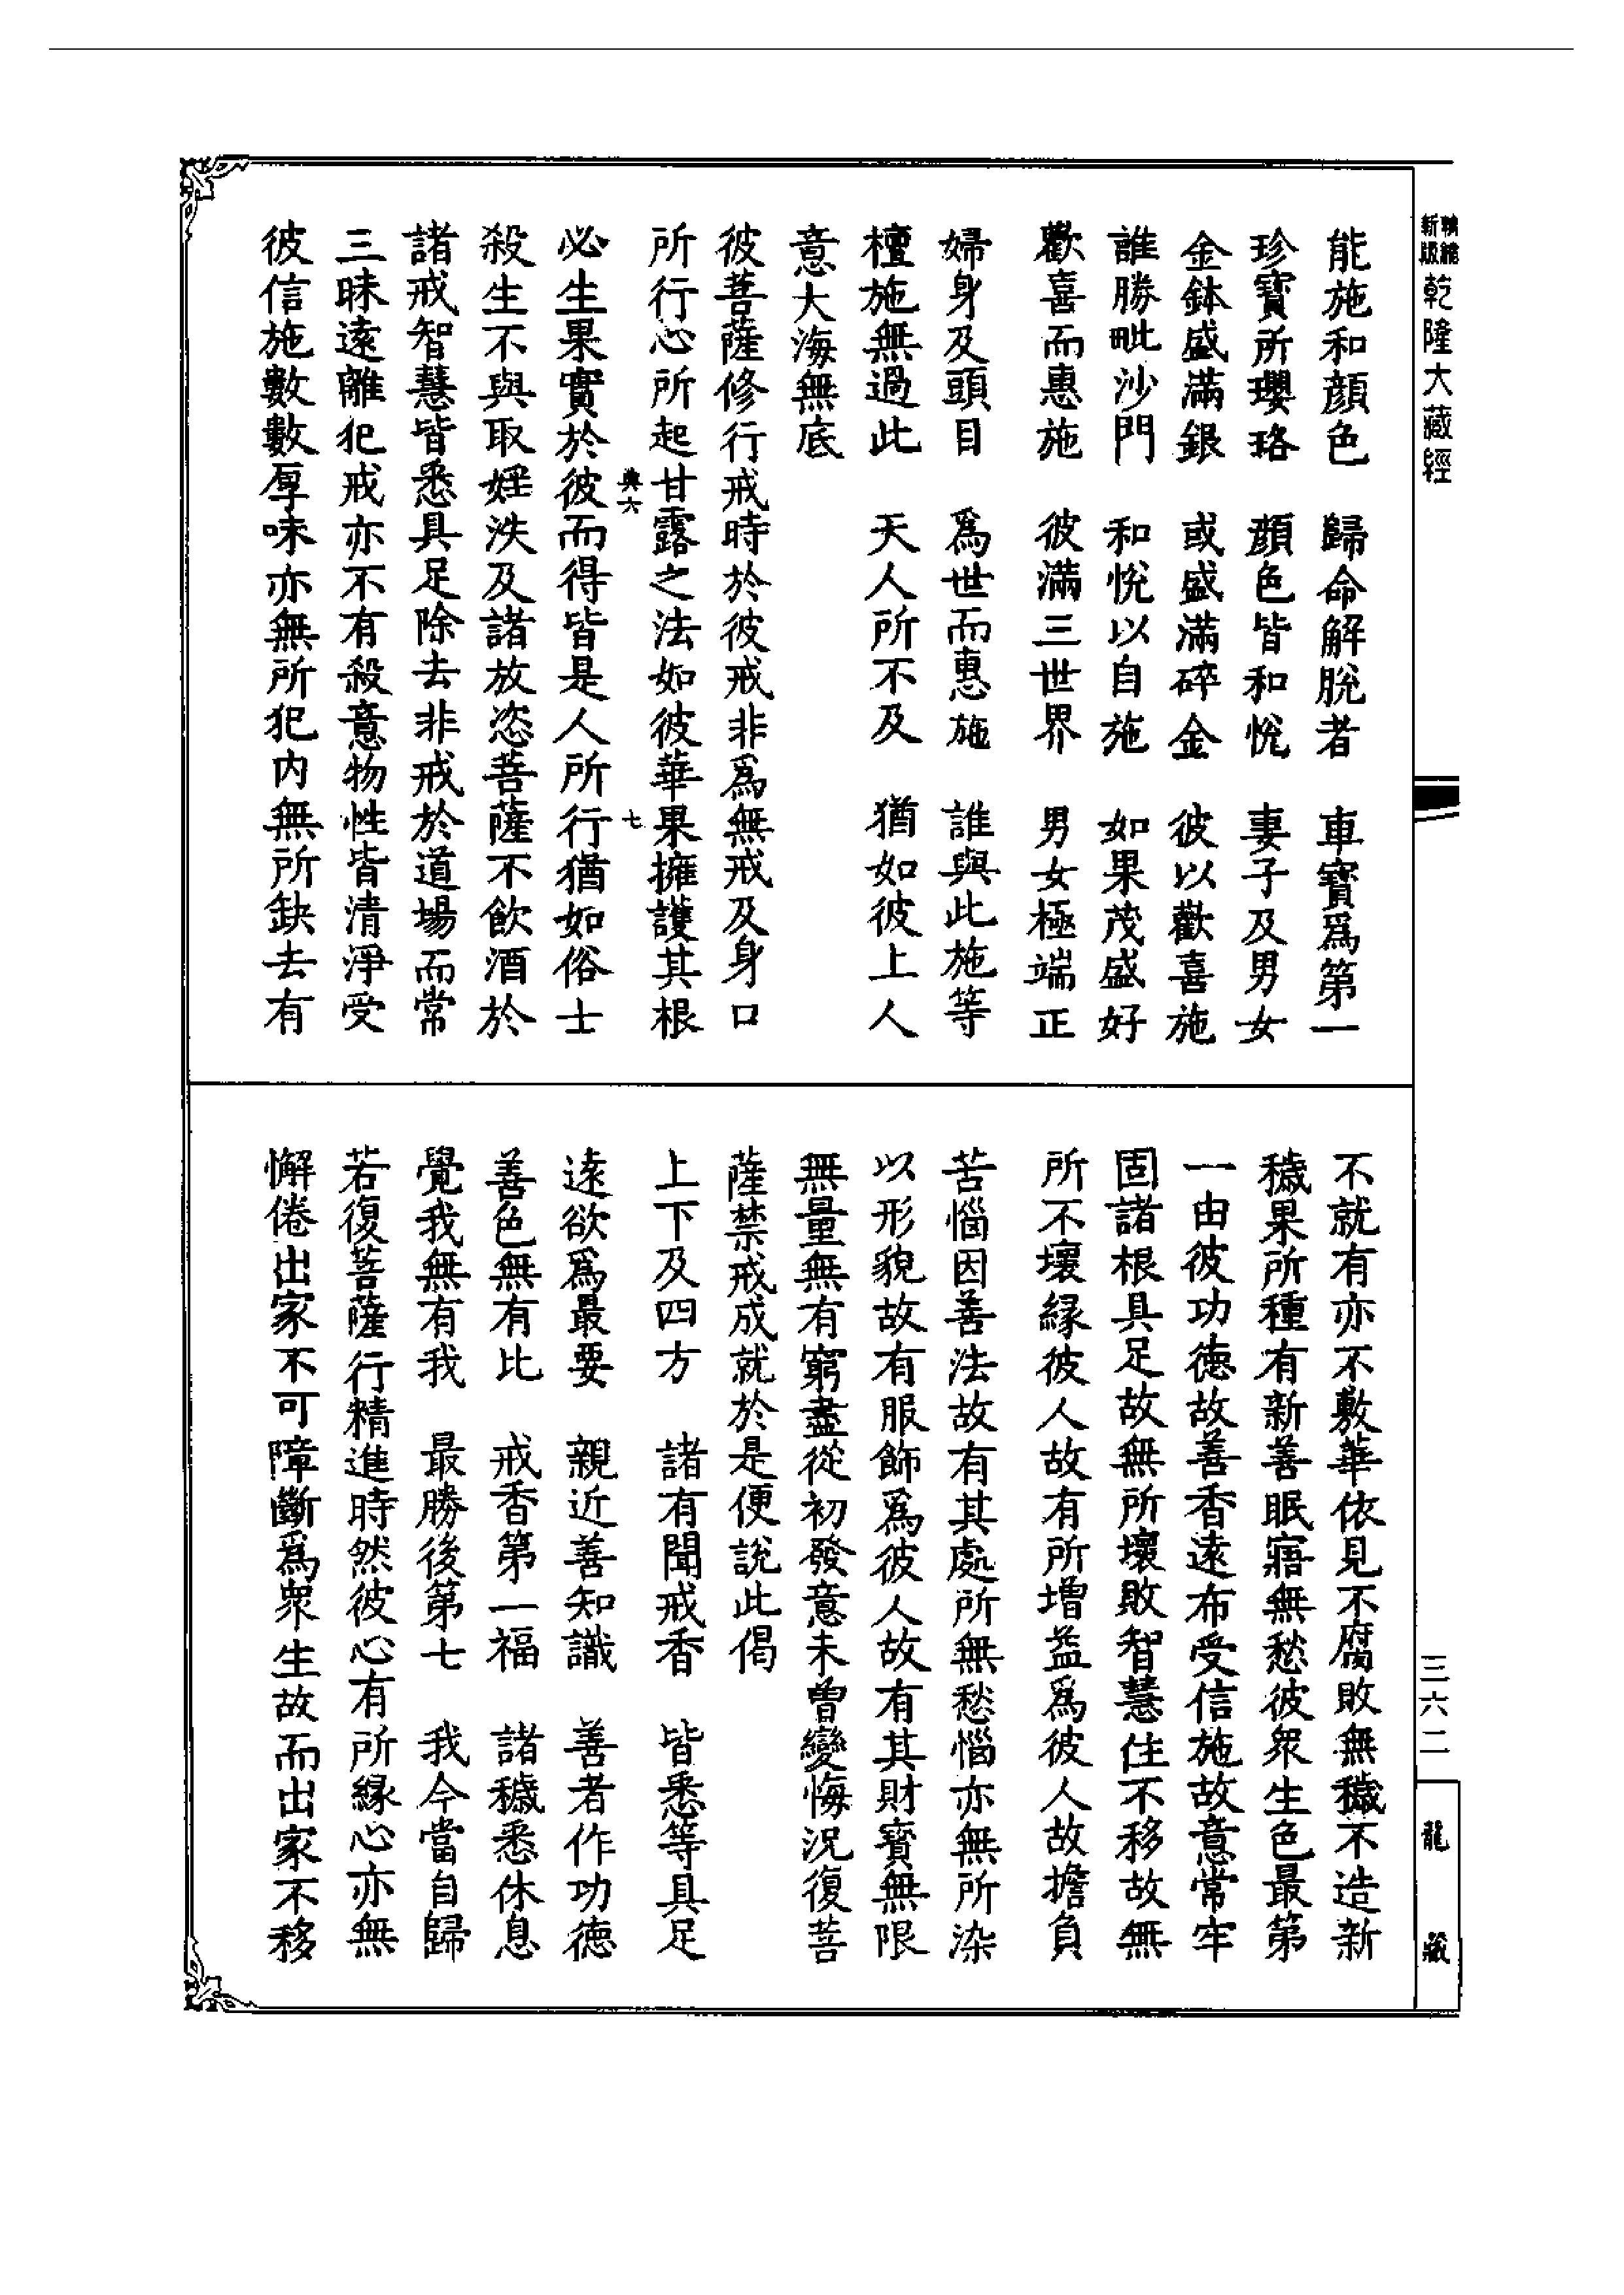 新版
乾隆大藏經
三六二
龍藏
能施和顏色　歸命解脫者　車寶爲第一
珍寶所瓔珞　顏色皆和悅　妻子及男女
金鉢盛滿銀　或盛滿碎金　彼以歡喜施
誰勝毗沙門　和悅以自施　如果茂盛好
歡喜而惠施　彼滿三世界　男女極端正
婦身及頭目　爲世而惠施　誰與此施等
檀施無過此　天人所不及　猶如彼上人
意大海無底
彼菩薩修行戒時於彼戒非爲無戒及身口
所行心所起甘露之法如彼華果擁護其根
典六　七
必生果實於彼而得皆是人所行猶如俗士
殺生不與取婬泆及諸放恣菩薩不飲酒於
諸戒智慧皆悉具足除去非戒於道場而常
三昧遠離犯戒亦不有殺意物性皆清淨受
彼信施數數厚味亦無所犯內無所缺去有
不就有亦不敷華依見不腐敗無穢不造新
穢果所種有新善眠寤無愁彼眾生色最第
一由彼功德故善香遠布受信施故意常牢
固諸根具足故無所壞敗智慧住不移故無
所不壞緣彼人故有所增益爲彼人故擔負
苦惱因善法故有其處所無愁惱亦無所染
以形貌故有服飾爲彼人故有其財寶無限
無量無有窮盡從初發意未曾變悔況復菩
薩禁戒成就於是便說此偈
上下及四方　諸有聞戒香　皆悉等具足
遠欲爲最要　親近善知識　善者作功德
善色無有比　戒香第一福　諸穢悉休息
覺我無有我　最勝後第七　我今當自歸
若復菩薩行精進時然彼心有所緣心亦無
懈倦出家不可障斷爲眾生故而出家不移